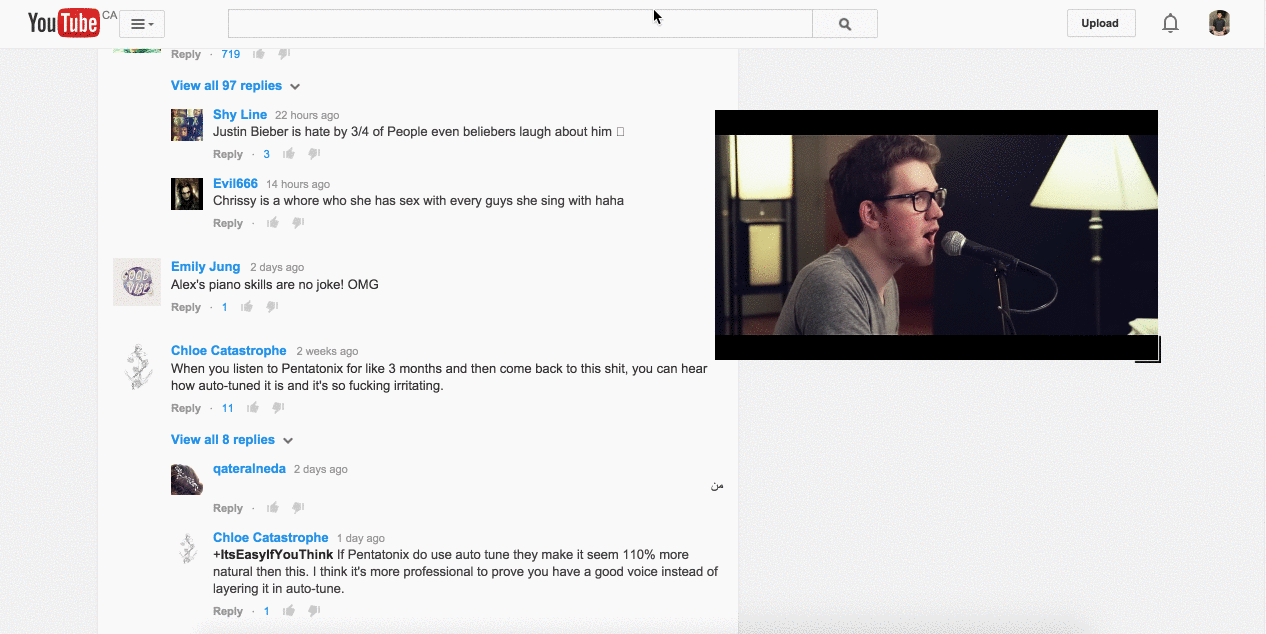 YouTube CA
Upload
Reply · 719
View all 97 replies
Shy Line 22 hours ago
Justin Bieber is hate by 3/4 of People even beliebers laugh about him
Reply · 3
Evil666 14 hours ago
Chrissy is a whore who she has sex with every guys she sing with haha
Reply ·
Emily Jung 2 days ago
Alex's piano skills are no joke! OMG
Reply · 1
Chloe Catastrophe 2 weeks ago
When you listen to Pentatonix for like 3 months and then come back to this shit, you can hear
how auto-tuned it is and it's so fucking irritating.
Reply · 11
View all 8 replies
qateralneda 2 days ago
من
Reply ·
Chloe Catastrophe 1 day ago
+ItsEasyIfYouThink If Pentatonix do use auto tune they make it seem 110% more
natural then this. I think it's more professional to prove you have a good voice instead of
layering it in auto-tune.
Reply · 1